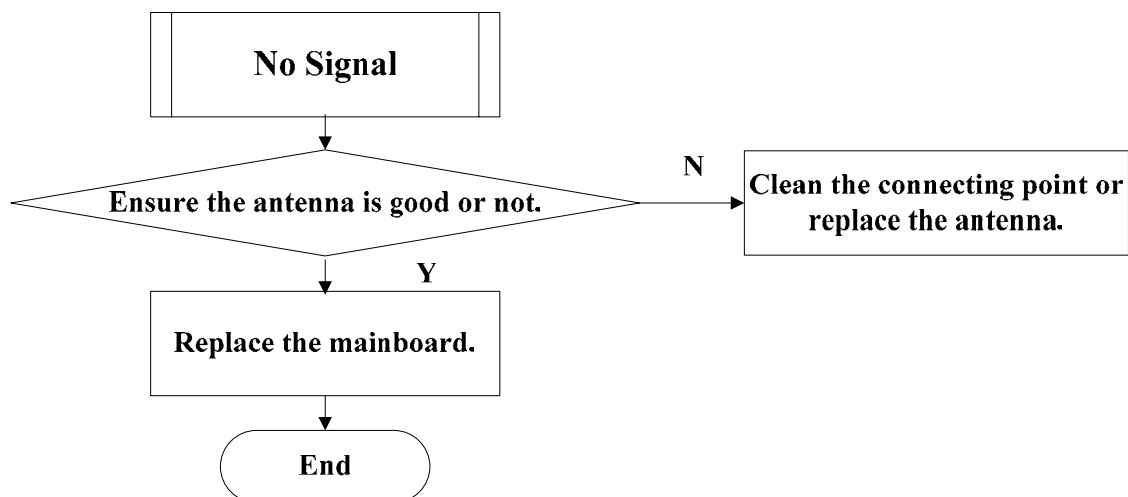 No Signal
N
Ensure the antenna is good or not.
Clean the connecting point or
replace the antenna.
Y
Replace the mainboard.
End